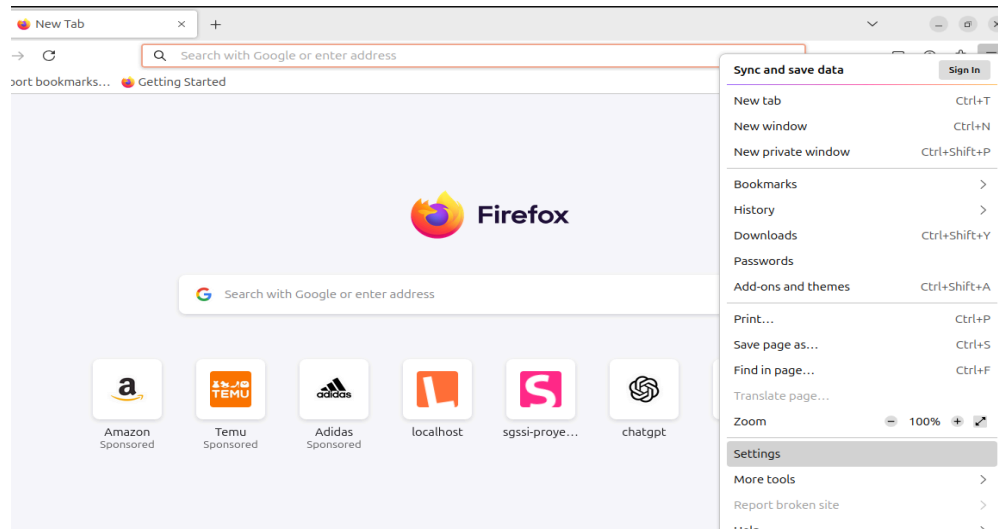 New Tab
Search with Google or enter address
port bookmarks… Getting Started
Firefox
Search with Google or enter address
a
TEMU
adidas
L
S
Amazon
Sponsored
Temu
Sponsored
Adidas
Sponsored
localhost
sgssi-proye…
chatgpt
Sync and save data Sign In
New tab Ctrl+T
New window Ctrl+N
New private window Ctrl+Shift+P
Bookmarks
History
Downloads Ctrl+Shift+Y
Passwords
Add-ons and themes Ctrl+Shift+A
Print… Ctrl+P
Save page as… Ctrl+S
Find in page… Ctrl+F
Translate page…
Zoom 100%
Settings
More tools
Report broken site
Help